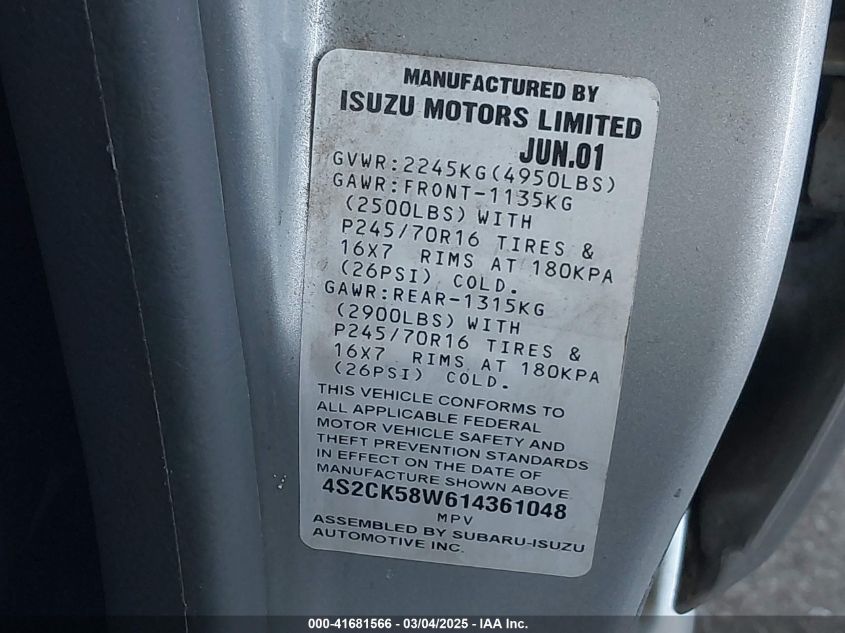 MANUFACTURED BY
ISUZU MOTORS LIMITED
JUN.01
GVWR:2245KG(4950LBS)
GAWR:FRONT-1135KG
(2500LBS) WITH
P245/70R16 TIRES &
16X7 RIMS AT 180KPA
(26PSI) COLD.
GAWR:REAR-1315KG
(2900LBS) WITH
P245/70R16 TIRES &
16X7 RIMS AT 180KPA
(26PSI) COLD.
THIS VEHICLE CONFORMS TO
ALL APPLICABLE FEDERAL
MOTOR VEHICLE SAFETY AND
THEFT PREVENTION STANDARDS
IN EFFECT ON THE DATE OF
MANUFACTURE SHOWN ABOVE.
4S2CK58W614361048
MPV
ASSEMBLED BY SUBARU-ISUZU
AUTOMOTIVE INC.
000-41681566 - 03/04/2025 - IAA Inc.